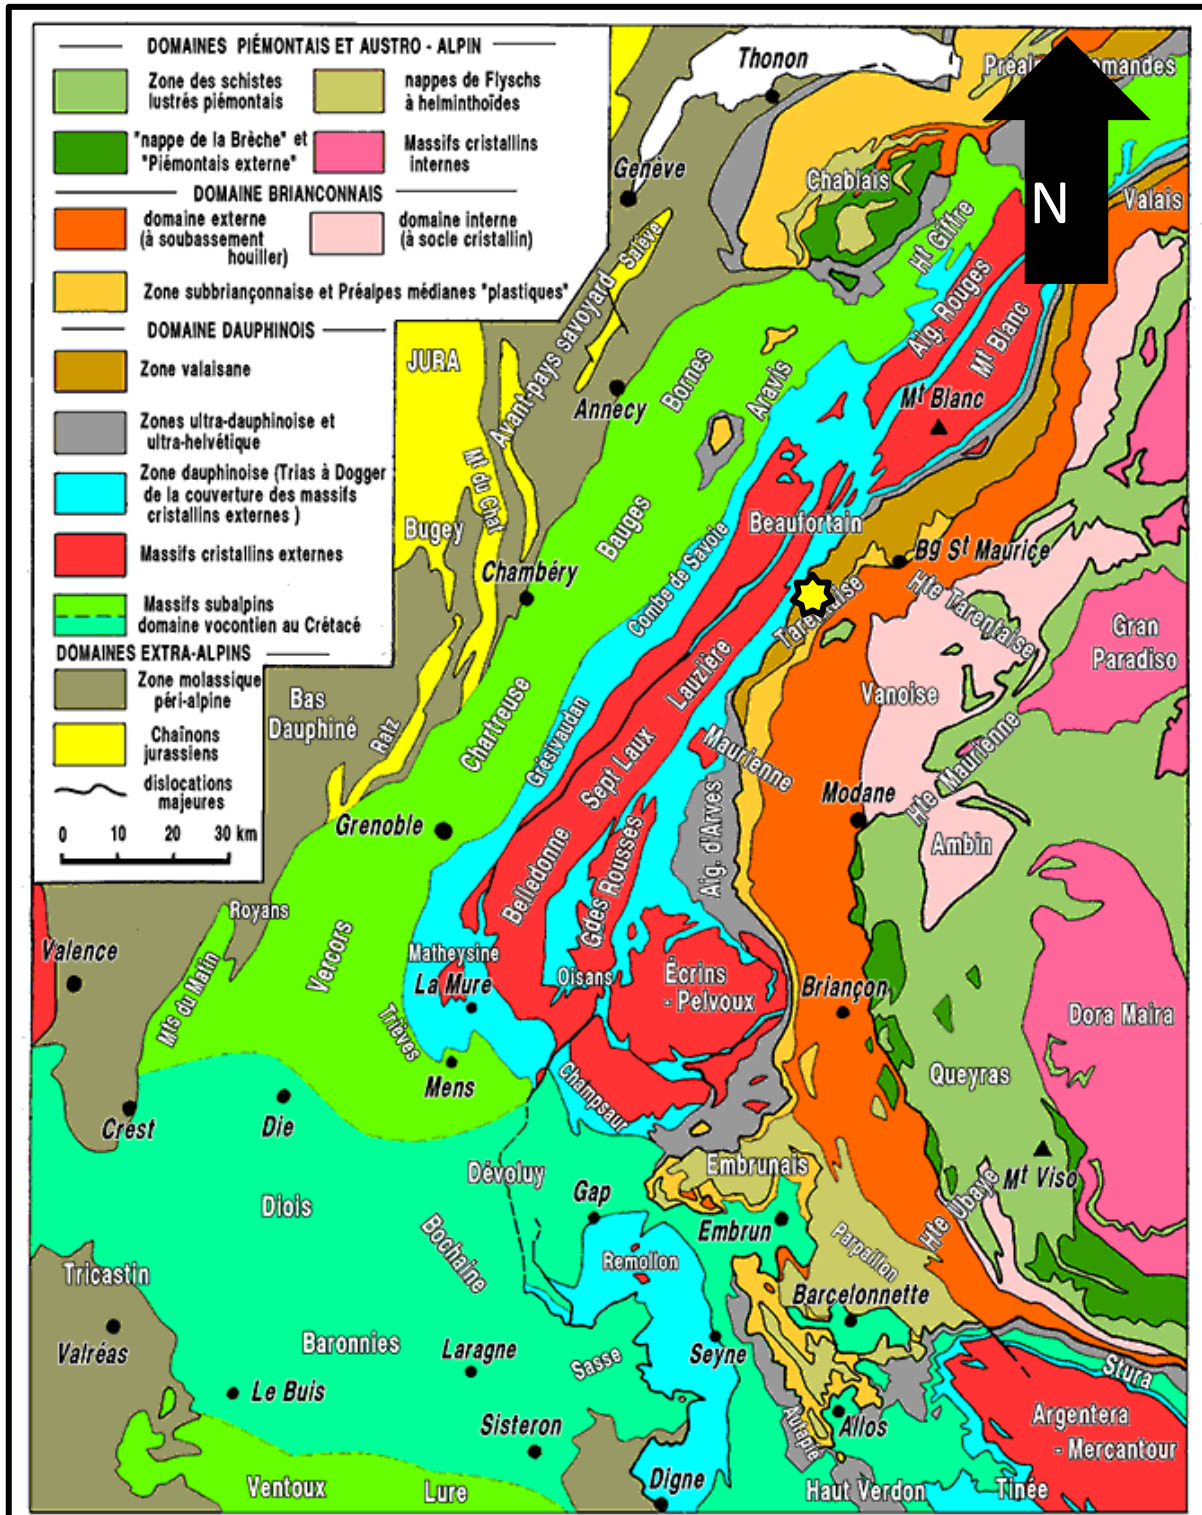 DOMAINES PIÉMONTAIS ET AUSTRO - ALPIN
Zone des schistes
lustrés piémontais
nappes de Flyschs
à helminthoïdes
"nappe de la Brèche" et
"Piémontais externe"
Massifs cristallins
internes
DOMAINE BRIANCONNAIS
domaine externe
(à soubassement
houiller)
domaine interne
(à socle cristallin)
Zone subbriançonnaise et Préalpes médianes "plastiques"
DOMAINE DAUPHINOIS
Zone valaisane
Zones ultra-dauphinoise et
ultra-helvétique
Zone dauphinoise (Trias à Dogger
de la couverture des massifs
cristallins externes )
Massifs cristallins externes
Massifs subalpins
domaine vocontien au Crétacé
DOMAINES EXTRA-ALPINS
Zone molassique
péri-alpine
Chaînons
jurassiens
dislocations
majeures
0 10 20 30 km
N
Thonon
Genève
Chablais
Ht Giffre
Valais
Salève
Avant-pays savoyard
JURA
Annecy
Bornes
Aravis
Aig. Rouges
Mt Blanc
Mt Blanc
Mt du Chat
Bugey
Bauges
Chambéry
Combe de Savoie
Beaufortain
Bg St Maurice
Tarentaise
Hte Tarentaise
Gran
Paradiso
Vanoise
Lauzière
Bas
Dauphiné
Ratz
Chartreuse
Grésivaudan
Sept Laux
Maurienne
Hte Maurienne
Modane
Ambin
Grenoble
Belledonne
Gdes Rousses
Aig. d'Arves
Royans
Valence
Vercors
Mts du Matin
Matheysine
La Mure
Oisans
Écrins
- Pelvoux
Briançon
Dora Maira
Trièves
Mens
Champsaur
Queyras
Crest
Die
Mt Viso
Dévoluy
Embrunais
Hte Ubaye
Diois
Gap
Embrun
Parpaillon
Bochaine
Remollon
Tricastin
Barcelonnette
Valréas
Baronnies
Laragne
Sasse
Seyne
Stura
Le Buis
Sisteron
Autapie
Allos
Argentera
- Mercantour
Ventoux
Lure
Digne
Haut Verdon
Tinée